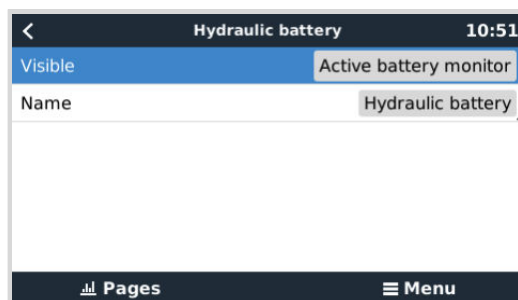 Hydraulic battery 10:51
Visible Active battery monitor
Name Hydraulic battery
Pages Menu